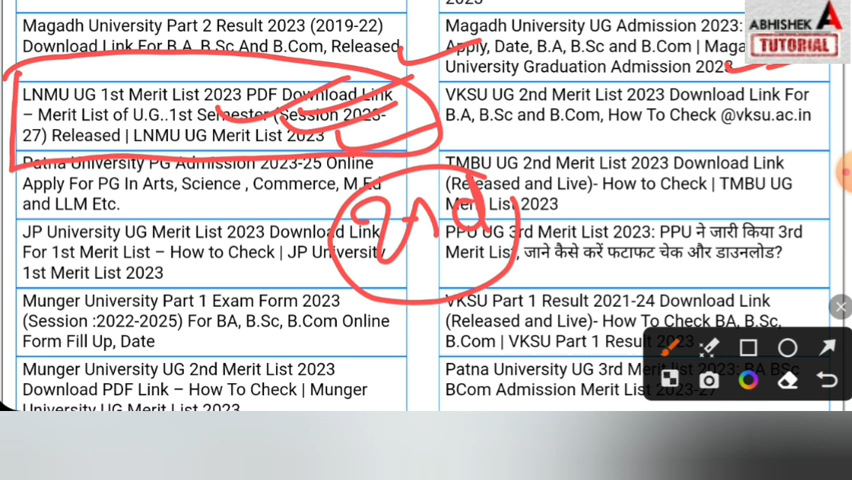 2023
Magadh University Part 2 Result 2023 (2019-22)
Download Link For B.A, B.Sc And B.Com, Released
LNMU UG 1st Merit List 2023 PDF Download Link
– Merit List of U.G..1st Semester (Session 2023-
27) Released | LNMU UG Merit List 2023
Patna University PG Admission 2023-25 Online
Apply For PG In Arts, Science , Commerce, M.Ed
and LLM Etc.
JP University UG Merit List 2023 Download Link
For 1st Merit List – How to Check | JP University
1st Merit List 2023
Munger University Part 1 Exam Form 2023
(Session :2022-2025) For BA, B.Sc, B.Com Online
Form Fill Up, Date
Munger University UG 2nd Merit List 2023
Download PDF Link – How To Check | Munger
University UG Merit List 2023
Magadh University UG Admission 2023:
Apply, Date, B.A, B.Sc and B.Com |
University Graduation Admission 2023
VKSU UG 2nd Merit List 2023 Download Link For
B.A, B.Sc and B.Com, How To Check @vksu.ac.in
TMBU UG 2nd Merit List 2023 Download Link
(Released and Live)- How to Check | TMBU UG
Merit List 2023
PPU UG 3rd Merit List 2023: PPU ने जारी किया 3rd
Merit List, जाने कैसे करें फटाफट चेक और डाउनलोड?
VKSU Part 1 Result 2021-24 Download Link
(Released and Live)- How To Check BA, B.Sc,
B.Com | VKSU Part 1 Result 2023
Patna University UG 3rd Merit list 2023: BA BSc
BCom Admission Merit List 2023-27
2nd
ABHISHEK A
TUTORIAL